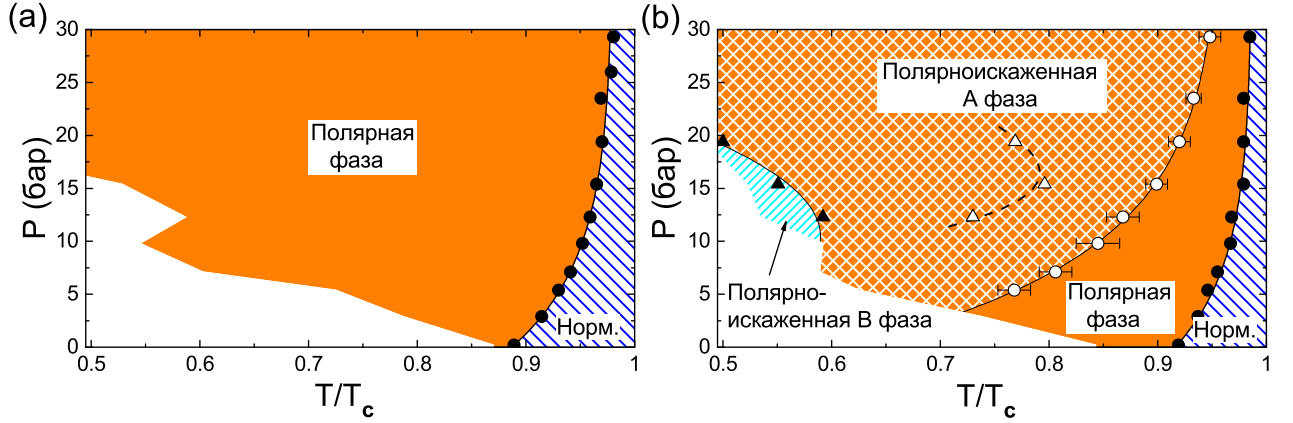 (a)
30
25
20
15
10
5
0
P (бар)
Полярная
фаза
Норм.
0.5 0.6 0.7 0.8 0.9 1
T/Tc
(b)
30
25
20
15
10
5
0
P (бар)
Полярноискаженная
А фаза
Полярно-
искаженная В фаза
Полярная
фаза
Норм.
0.5 0.6 0.7 0.8 0.9 1
T/Tc